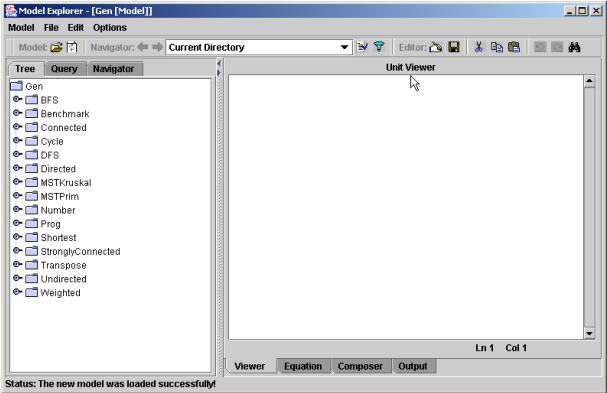 Model Explorer - [Gen [Model]]
Model File Edit Options
Model: Navigator: Current Directory Editor:
Tree Query Navigator
Unit Viewer
Gen
BFS
Benchmark
Connected
Cycle
DFS
Directed
MSTKruskal
MSTPrim
Number
Prog
Shortest
StronglyConnected
Transpose
Undirected
Weighted
Ln 1 Col 1
Viewer Equation Composer Output
Status: The new model was loaded successfully!